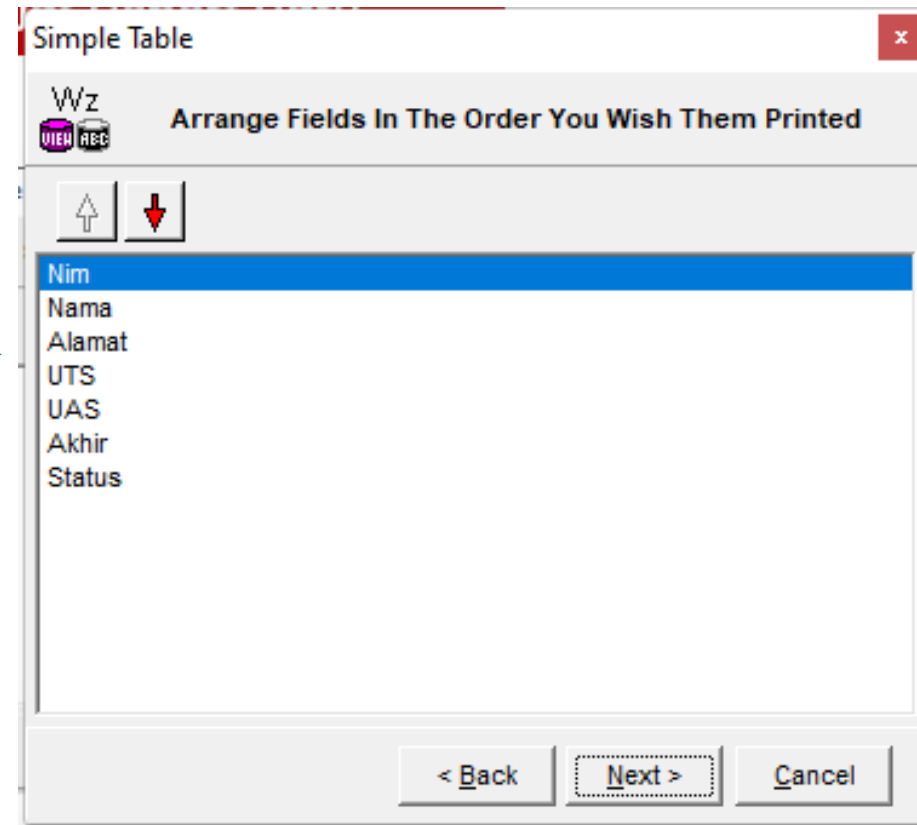 Simple Table
x
Wz
VIEW ABC
Arrange Fields In The Order You Wish Them Printed
Nim
Nama
Alamat
UTS
UAS
Akhir
Status
< Back
Next >
Cancel